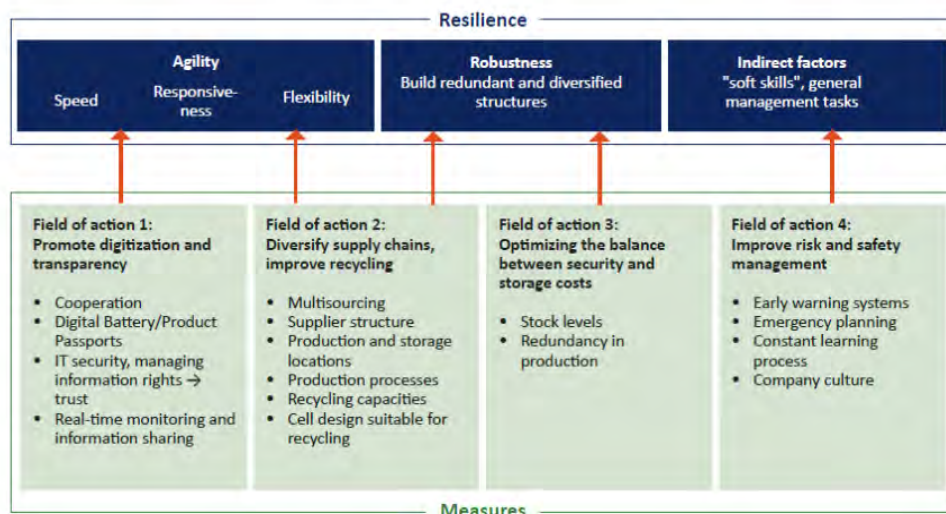 Resilience
Agility
Speed
Responsive-
ness
Flexibility
Robustness
Build redundant and diversified
structures
Indirect factors
"soft skills", general
management tasks
Field of action 1:
Promote digitization and
transparency
• Cooperation
• Digital Battery/Product
Passports
• IT security, managing
information rights →
trust
• Real-time monitoring and
information sharing
Field of action 2:
Diversify supply chains,
improve recycling
• Multisourcing
• Supplier structure
• Production and storage
locations
• Production processes
• Recycling capacities
• Cell design suitable for
recycling
Field of action 3:
Optimizing the balance
between security and
storage costs
• Stock levels
• Redundancy in
production
Field of action 4:
Improve risk and safety
management
• Early warning systems
• Emergency planning
• Constant learning
process
• Company culture
Measures